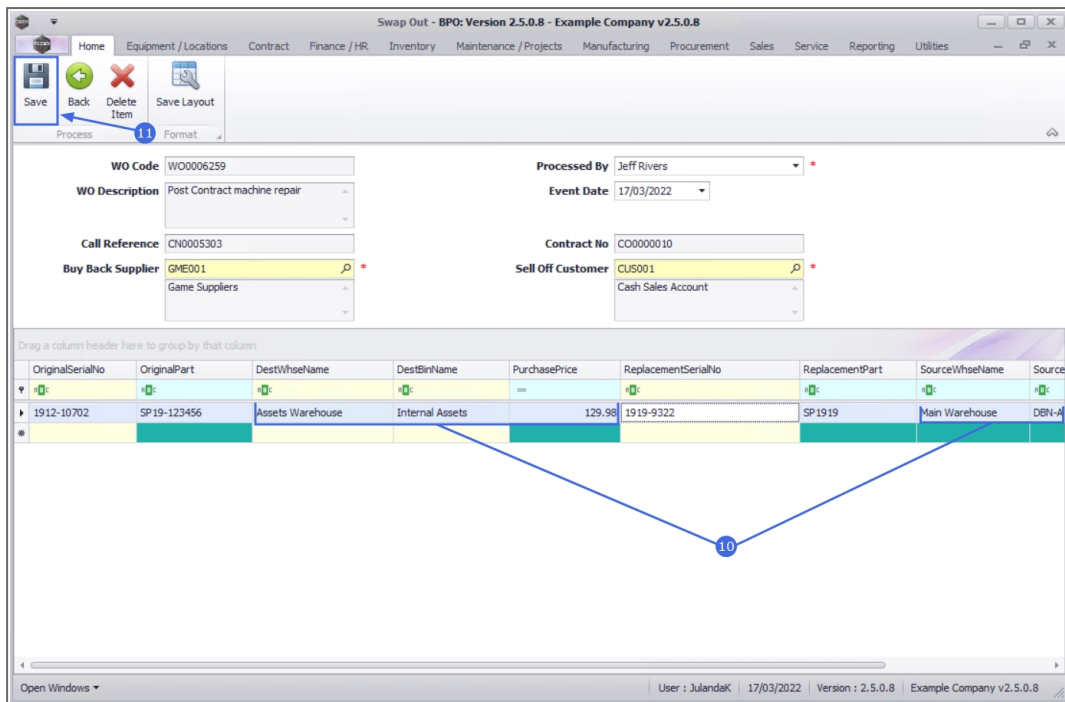 Swap Out - BPO: Version 2.5.0.8 - Example Company v2.5.0.8
Home Equipment / Locations Contract Finance / HR Inventory Maintenance / Projects Manufacturing Procurement Sales Service Reporting Utilities
Save Back Delete Item Save Layout
Process 11 Format
WO Code WO0006259 Processed By Jeff Rivers *
WO Description Post Contract machine repair Event Date 17/03/2022
Call Reference CN0005303 Contract No CO0000010
Buy Back Supplier GME001 * Sell Off Customer CUS001 *
Game Suppliers Cash Sales Account
Drag a column header here to group by that column
OriginalSerialNo OriginalPart DestWhseName DestBinName PurchasePrice ReplacementSerialNo ReplacementPart SourceWhseName Source
1912-10702 SP19-123456 Assets Warehouse Internal Assets 129.98 1919-9322 SP1919 Main Warehouse DBN-A
10
Open Windows User : JulandaK 17/03/2022 Version : 2.5.0.8 Example Company v2.5.0.8